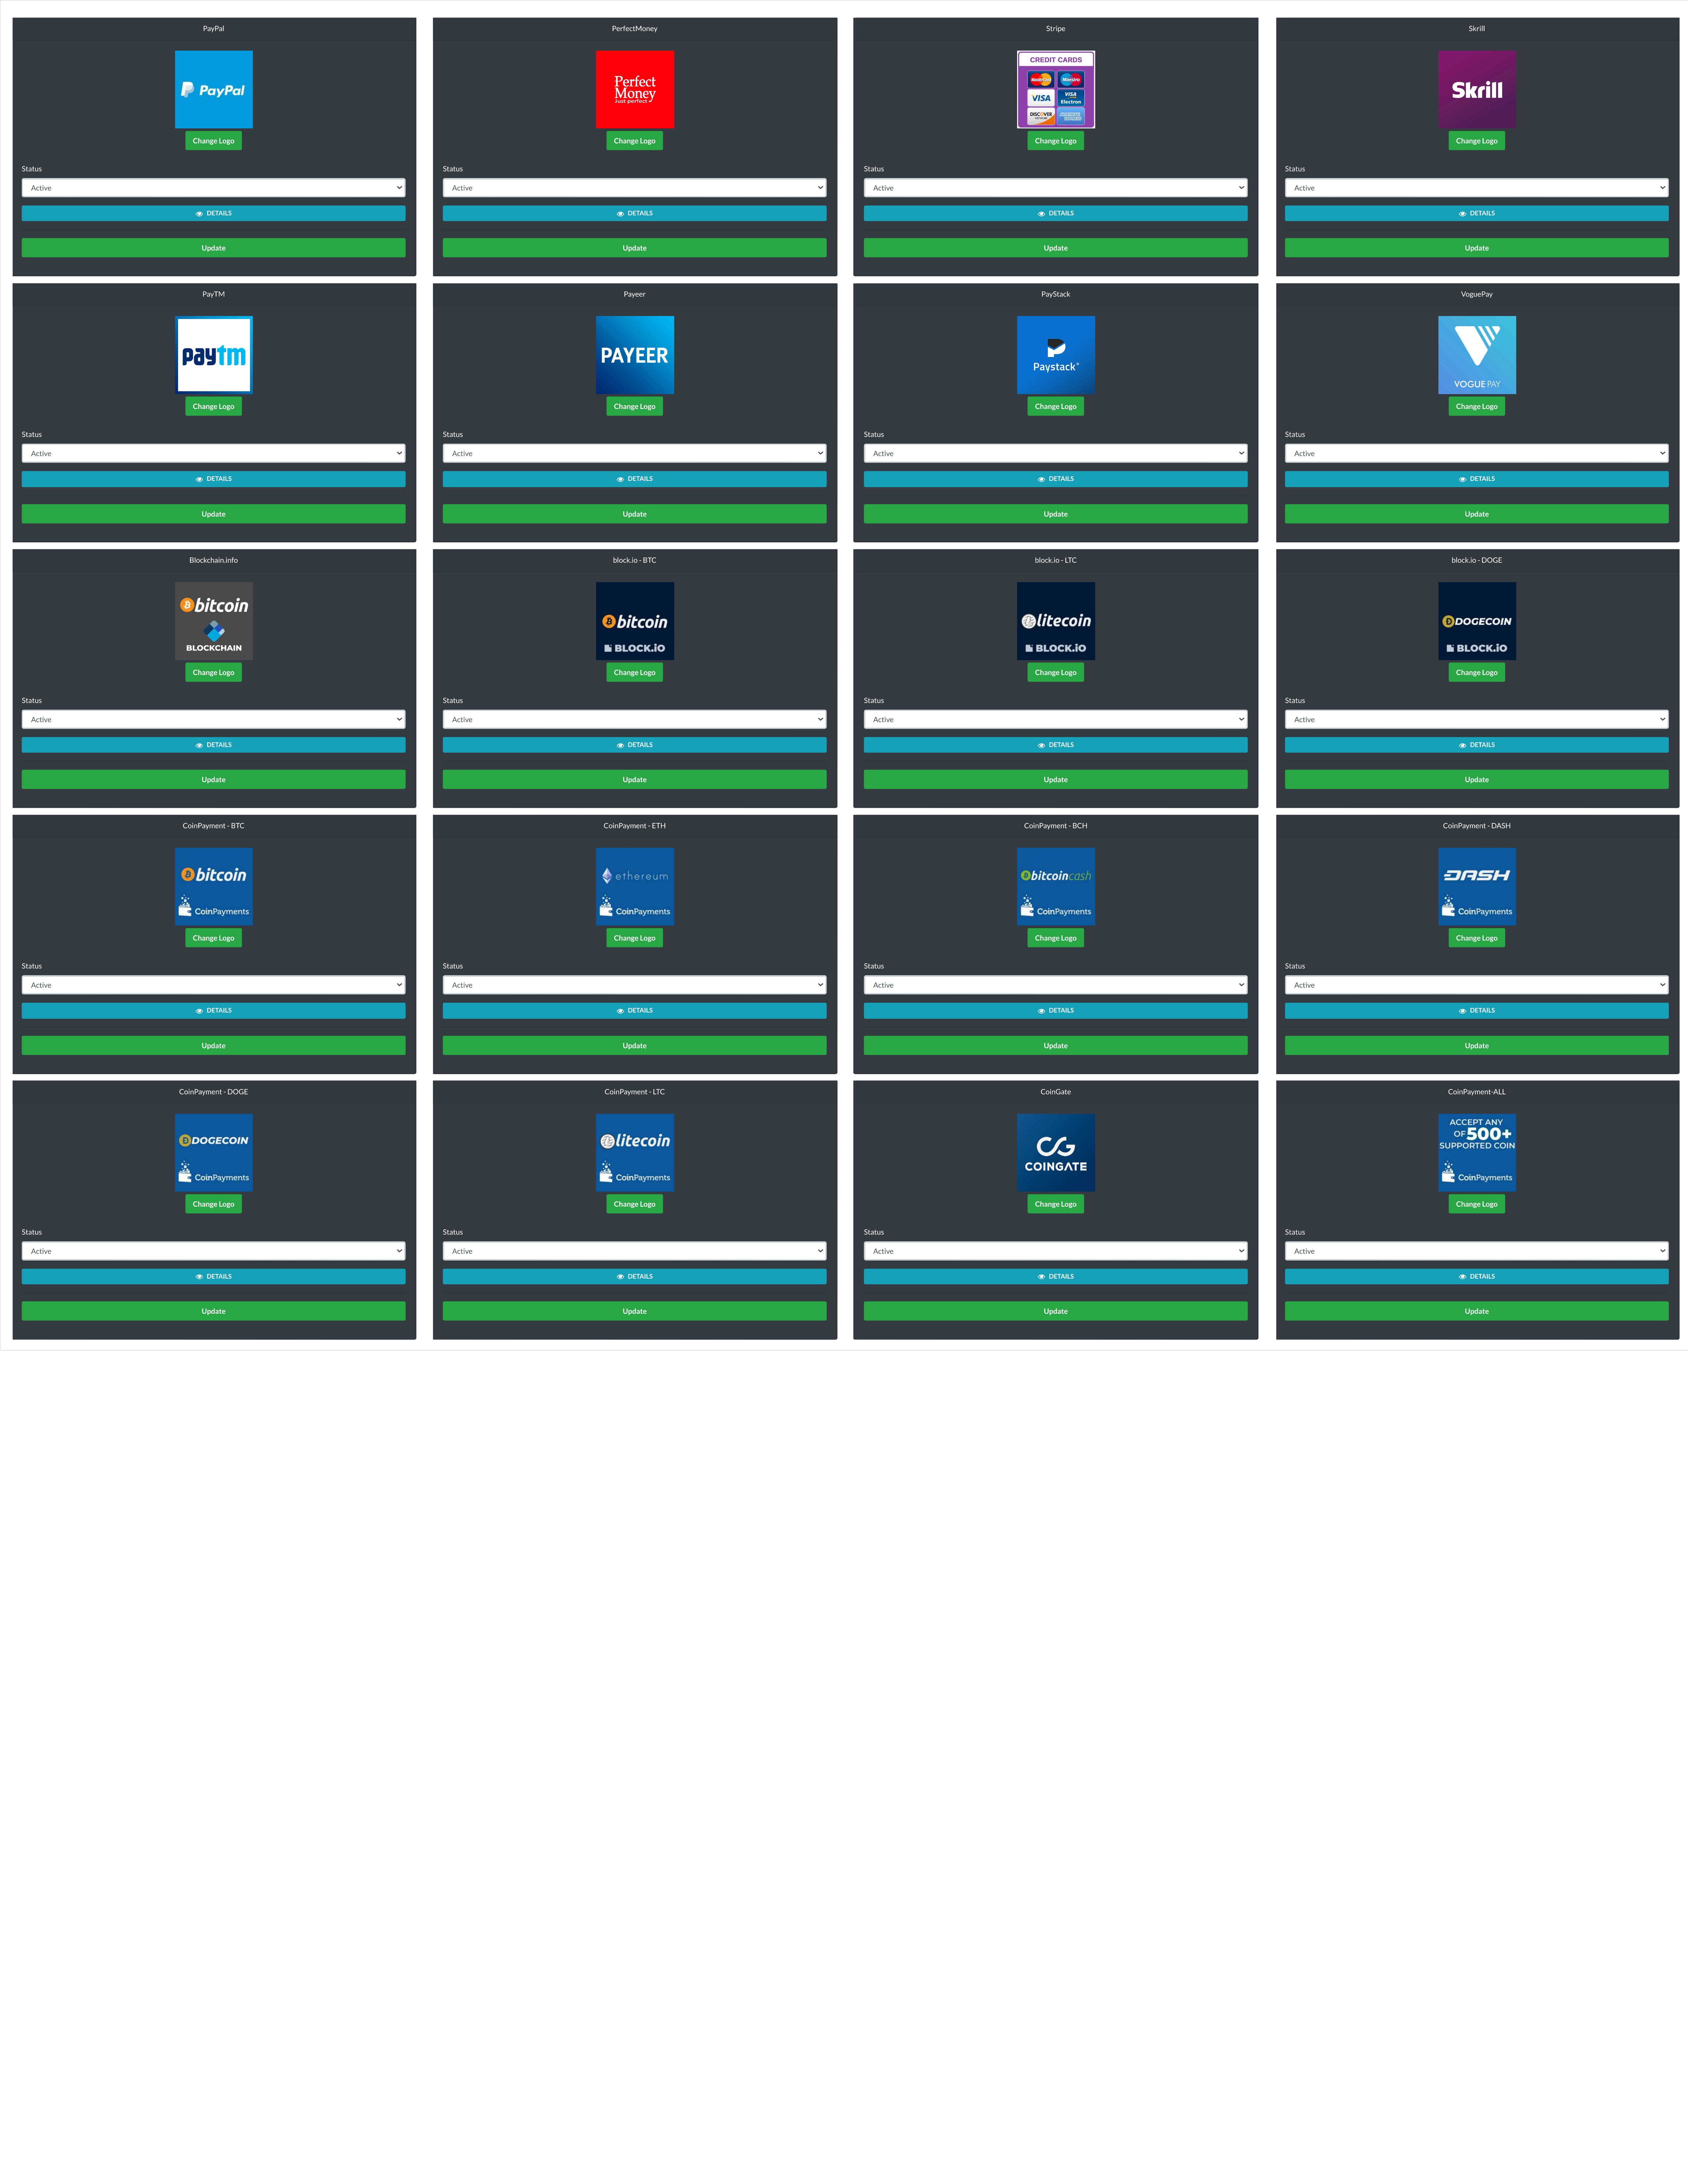 PayPal
PayPal
Change Logo
Status
Active
DETAILS
Update
PerfectMoney
Perfect
Money
Just perfect
Change Logo
Status
Active
DETAILS
Update
Stripe
CREDIT CARDS
MasterCard
Maestro
VISA
VISA
Electron
DISCOVER
NETWORK
AMERICAN
EXPRESS
Change Logo
Status
Active
DETAILS
Update
Skrill
Skrill
Change Logo
Status
Active
DETAILS
Update
PayTM
paytm
Change Logo
Status
Active
DETAILS
Update
Payeer
PAYEER
Change Logo
Status
Active
DETAILS
Update
PayStack
Paystack
Change Logo
Status
Active
DETAILS
Update
VoguePay
VOGUE PAY
Change Logo
Status
Active
DETAILS
Update
Blockchain.info
bitcoin
BLOCKCHAIN
Change Logo
Status
Active
DETAILS
Update
block.io - BTC
bitcoin
BLOCK.iO
Change Logo
Status
Active
DETAILS
Update
block.io - LTC
litecoin
BLOCK.iO
Change Logo
Status
Active
DETAILS
Update
block.io - DOGE
DOGECOIN
BLOCK.iO
Change Logo
Status
Active
DETAILS
Update
CoinPayment - BTC
bitcoin
CoinPayments
Change Logo
Status
Active
DETAILS
Update
CoinPayment - ETH
ethereum
CoinPayments
Change Logo
Status
Active
DETAILS
Update
CoinPayment - BCH
bitcoincash
CoinPayments
Change Logo
Status
Active
DETAILS
Update
CoinPayment - DASH
DASH
CoinPayments
Change Logo
Status
Active
DETAILS
Update
CoinPayment - DOGE
DOGECOIN
CoinPayments
Change Logo
Status
Active
DETAILS
Update
CoinPayment - LTC
litecoin
CoinPayments
Change Logo
Status
Active
DETAILS
Update
CoinGate
CG
COINGATE
Change Logo
Status
Active
DETAILS
Update
CoinPayment-ALL
ACCEPT ANY
OF 500+
SUPPORTED COIN
CoinPayments
Change Logo
Status
Active
DETAILS
Update